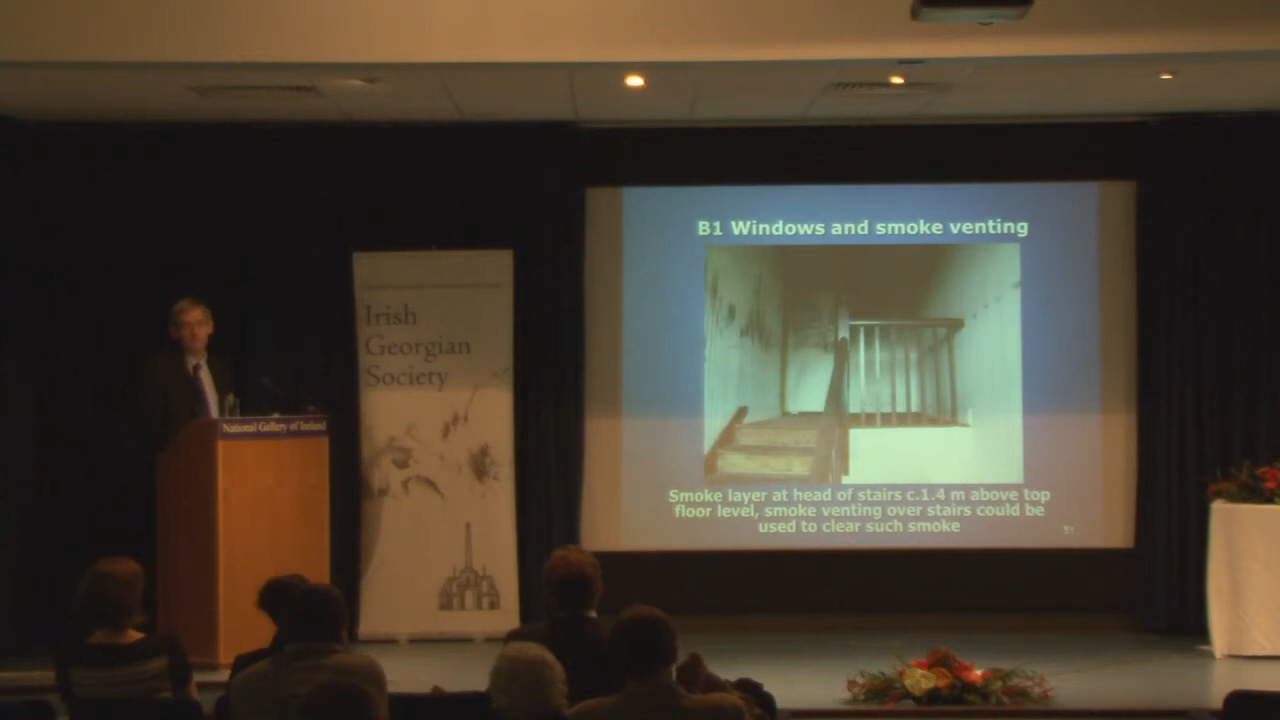 B1 Windows and smoke venting
Irish
Georgian
Society
National Gallery of Ireland
Smoke layer at head of stairs c.1.4 m above top
floor level, smoke venting over stairs could be
used to clear such smoke